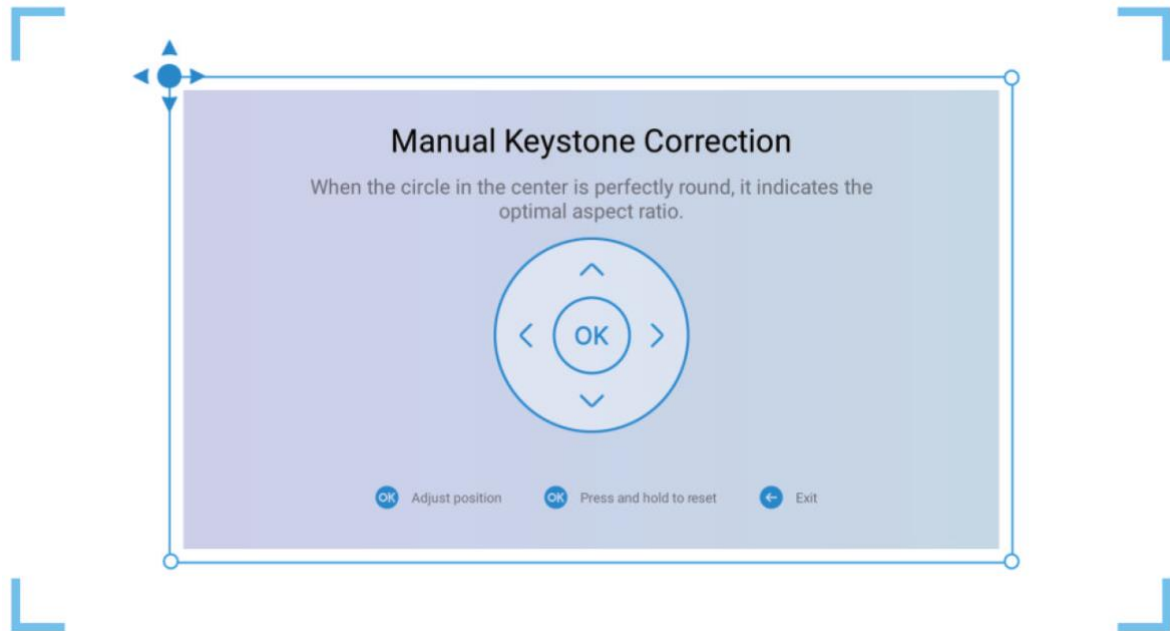 Manual Keystone Correction
When the circle in the center is perfectly round, it indicates the
optimal aspect ratio.
OK
OK Adjust position OK Press and hold to reset Exit